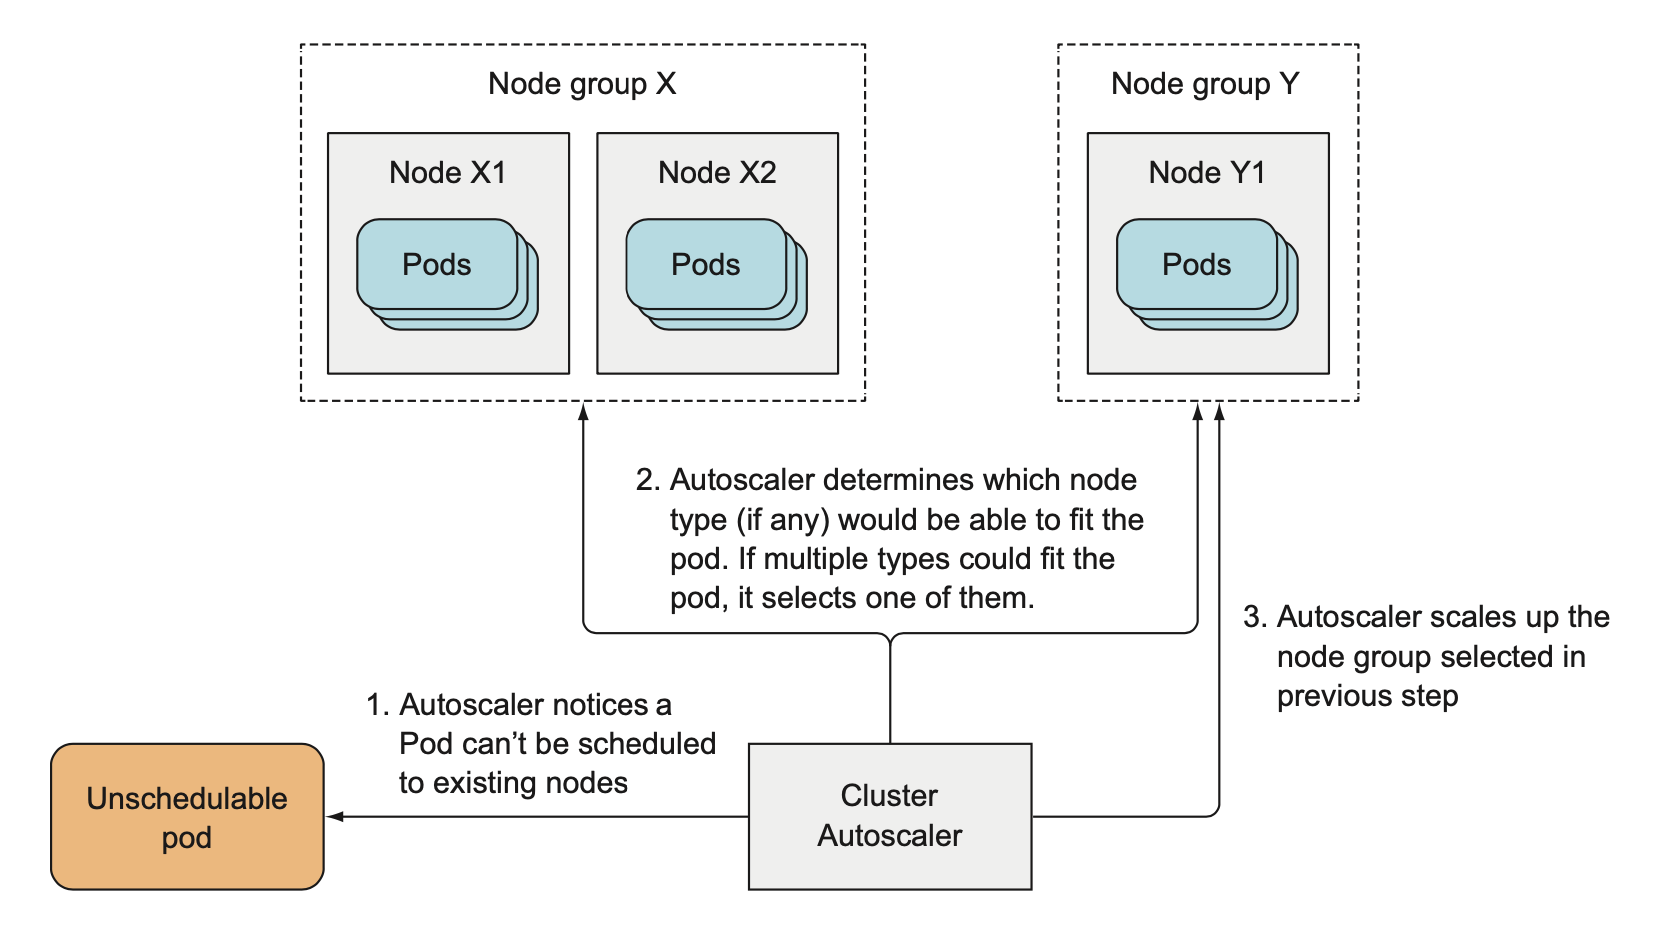 Node group X
Node group Y
Node X1
Node X2
Node Y1
Pods
Pods
Pods
2. Autoscaler determines which node
type (if any) would be able to fit the
pod. If multiple types could fit the
pod, it selects one of them.
3. Autoscaler scales up the
node group selected in
previous step
1. Autoscaler notices a
Pod can’t be scheduled
to existing nodes
Unschedulable
pod
Cluster
Autoscaler